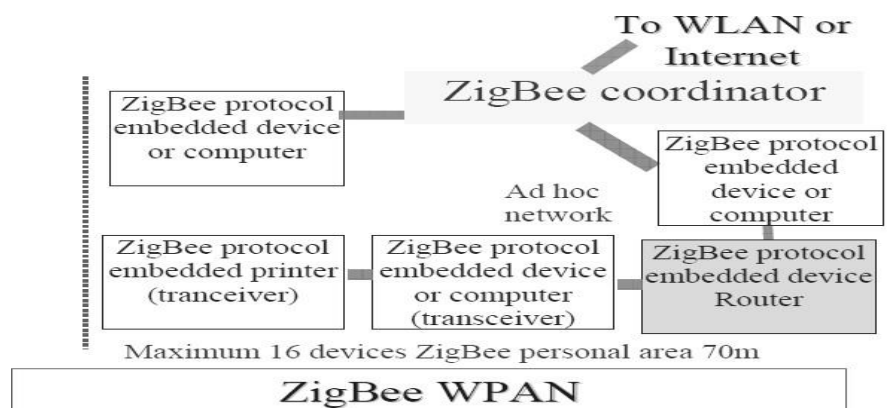 To WLAN or
Internet
ZigBee coordinator
ZigBee protocol
embedded device
or computer
ZigBee protocol
embedded
device or
computer
Ad hoc
network
ZigBee protocol
embedded printer
(tranceiver)
ZigBee protocol
embedded device
or computer
(transceiver)
ZigBee protocol
embedded device
Router
Maximum 16 devices ZigBee personal area 70m
ZigBee WPAN